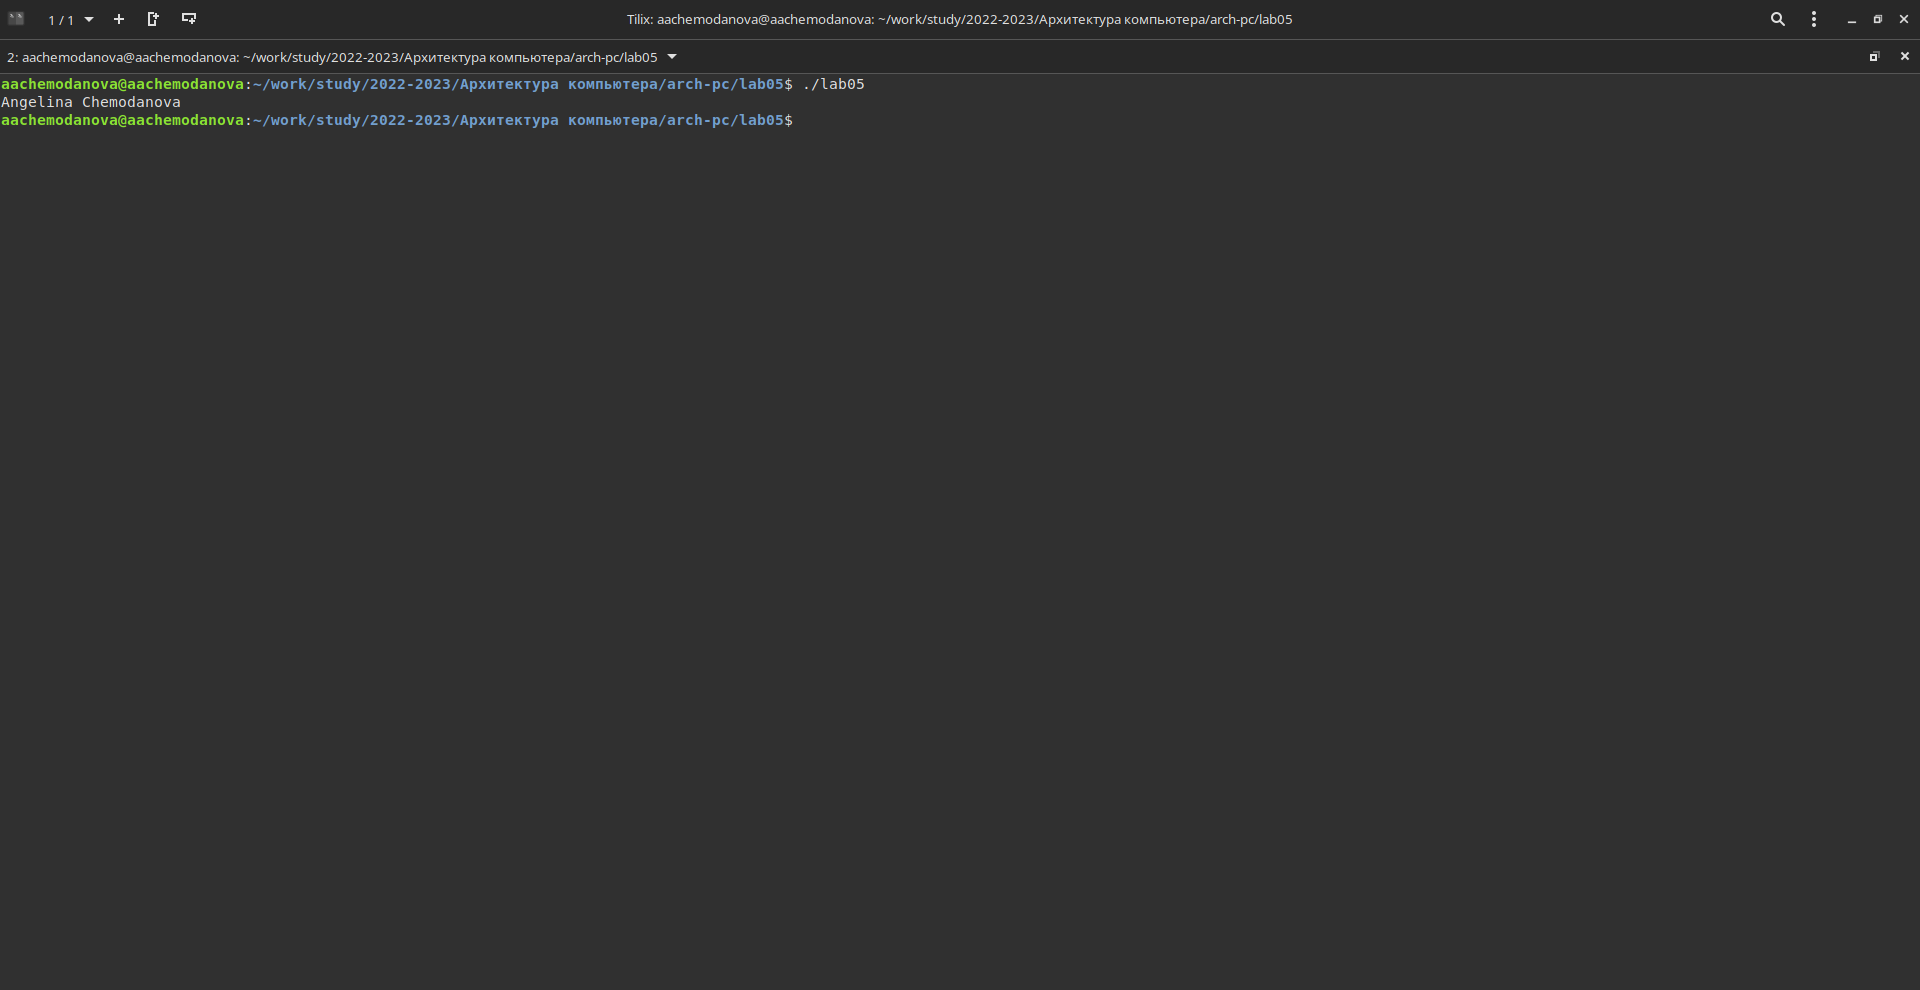 1 / 1
Tilix: aachemodanova@aachemodanova: ~/work/study/2022-2023/Архитектура компьютера/arch-pc/lab05
2: aachemodanova@aachemodanova: ~/work/study/2022-2023/Архитектура компьютера/arch-pc/lab05
aachemodanova@aachemodanova:~/work/study/2022-2023/Архитектура компьютера/arch-pc/lab05$ ./lab05
Angelina Chemodanova
aachemodanova@aachemodanova:~/work/study/2022-2023/Архитектура компьютера/arch-pc/lab05$